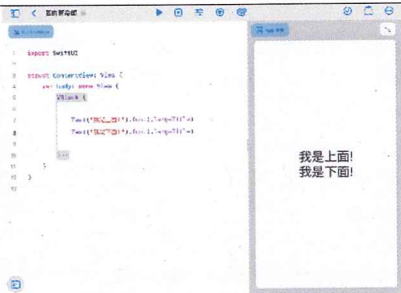 import SwiftUI
struct ContentView: View {
var body: some View {
VStack {
Text("我是上面!").font(.largeTitle)
Text("我是下面!").font(.largeTitle)
}
}
我是上面!
我是下面!